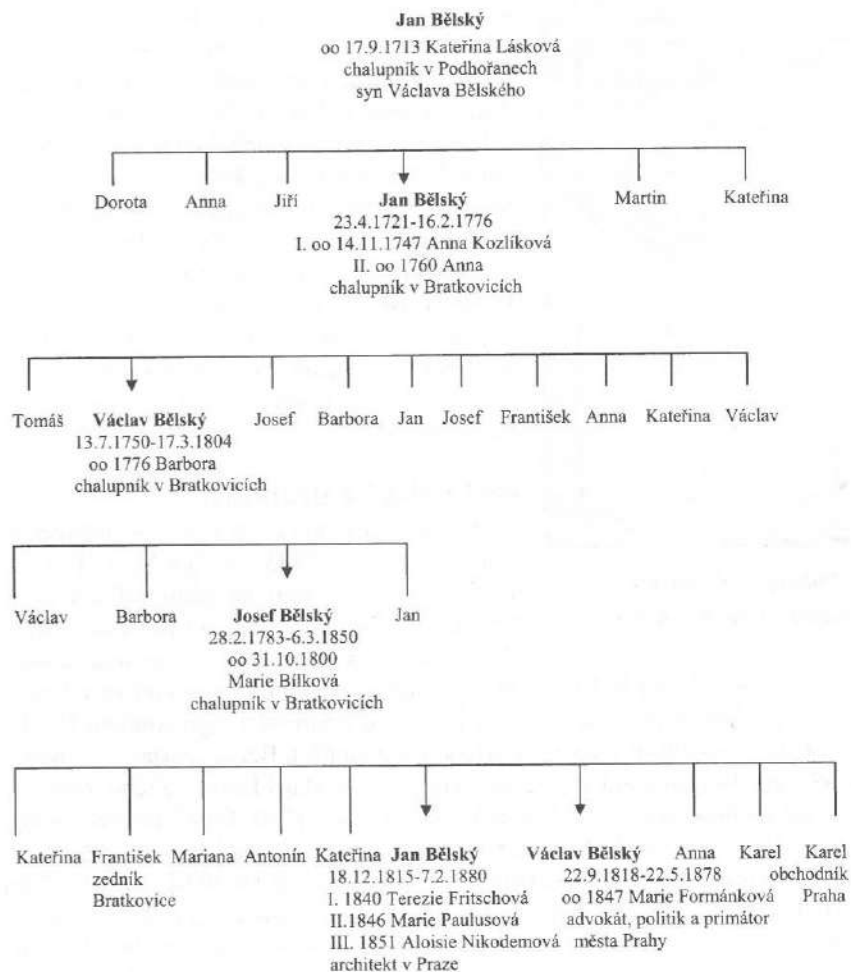 Jan Bělský
oo 17.9.1713 Kateřina Lásková
chalupník v Podhořanech
syn Václava Bělského
Dorota Anna Jiří Jan Bělský Martin Kateřina
23.4.1721-16.2.1776
I. oo 14.11.1747 Anna Kozlíková
II. oo 1760 Anna
chalupník v Bratkovicích
Tomáš Václav Bělský Josef Barbora Jan Josef František Anna Kateřina Václav
13.7.1750-17.3.1804
oo 1776 Barbora
chalupník v Bratkovicích
Václav Barbora Josef Bělský Jan
28.2.1783-6.3.1850
oo 31.10.1800
Marie Bílková
chalupník v Bratkovicích
Kateřina František Mariana Antonín Kateřina Jan Bělský Václav Bělský Anna Karel Karel
zedník 18.12.1815-7.2.1880 22.9.1818-22.5.1878 obchodník
Bratkovice I. 1840 Terezie Fritschová oo 1847 Marie Formánková Praha
II.1846 Marie Paulusová advokát, politik a primátor
III. 1851 Aloisie Nikodemová města Prahy
architekt v Praze